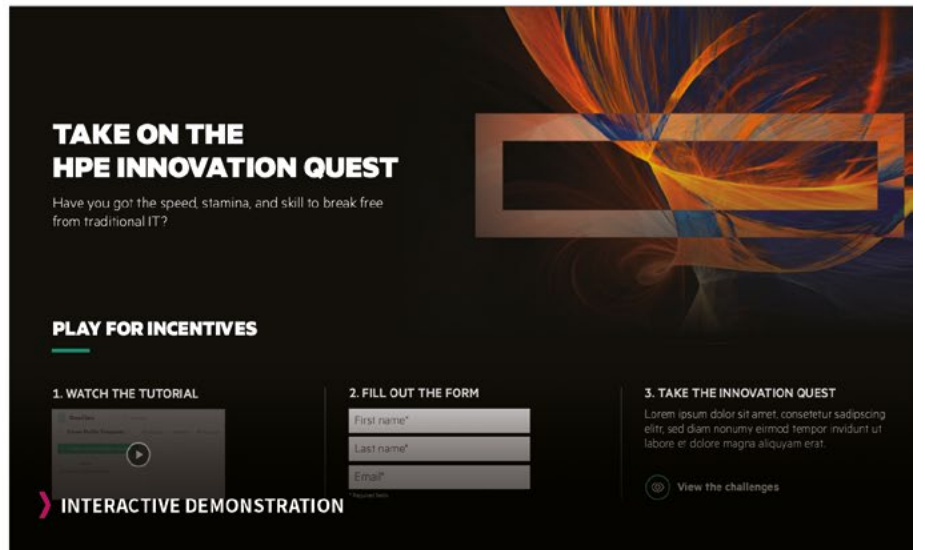 TAKE ON THE
HPE INNOVATION QUEST
Have you got the speed, stamina, and skill to break free
from traditional IT?
PLAY FOR INCENTIVES
1. WATCH THE TUTORIAL
2. FILL OUT THE FORM
First name*
Last name*
Email*
* Required fields
3. TAKE THE INNOVATION QUEST
Lorem ipsum dolor sit amet, consetetur sadipscing
elitr, sed diam nonumy eirmod tempor invidunt ut
labore et dolore magna aliquyam erat.
View the challenges
INTERACTIVE DEMONSTRATION